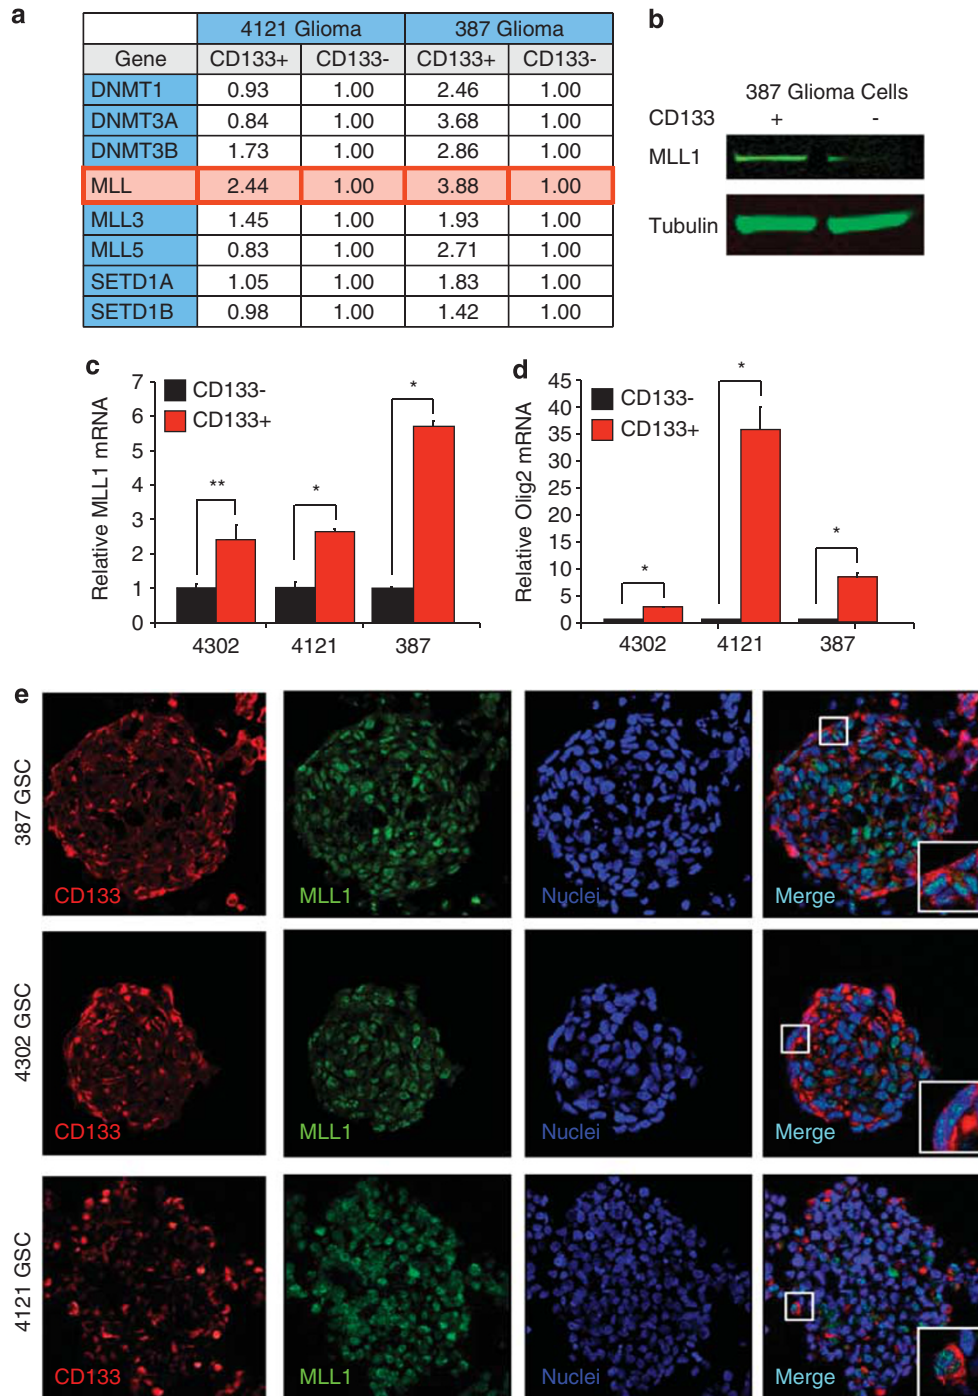 a
4121 Glioma 387 Glioma
Gene CD133+ CD133- CD133+ CD133-
DNMT1 0.93 1.00 2.46 1.00
DNMT3A 0.84 1.00 3.68 1.00
DNMT3B 1.73 1.00 2.86 1.00
MLL 2.44 1.00 3.88 1.00
MLL3 1.45 1.00 1.93 1.00
MLL5 0.83 1.00 2.71 1.00
SETD1A 1.05 1.00 1.83 1.00
SETD1B 0.98 1.00 1.42 1.00
b
387 Glioma Cells
CD133 + -
MLL1
Tubulin
c
Relative MLL1 mRNA
7
6
5
4
3
2
1
0
CD133-
CD133+
** * *
4302 4121 387
d
Relative Olig2 mRNA
45
40
35
30
25
20
15
10
5
0
CD133-
CD133+
* * *
4302 4121 387
e
387 GSC
CD133 MLL1 Nuclei Merge
4302 GSC
CD133 MLL1 Nuclei Merge
4121 GSC
CD133 MLL1 Nuclei Merge